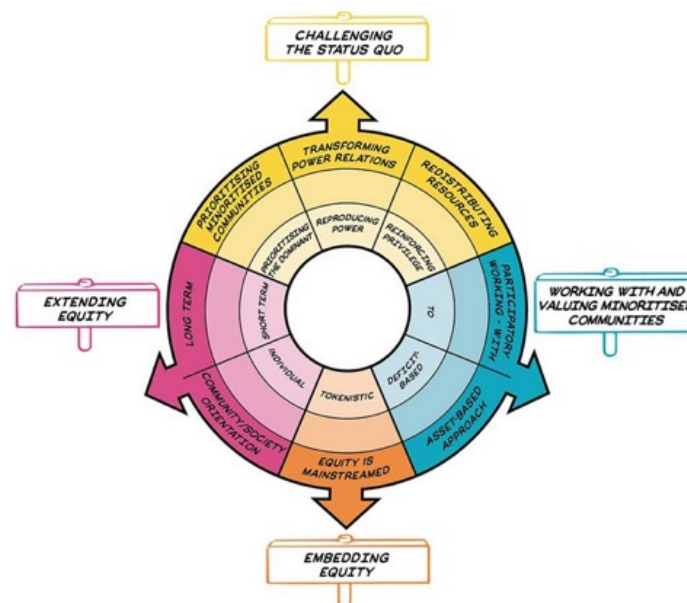 CHALLENGING
THE STATUS QUO
TRANSFORMING
POWER RELATIONS
PRIORITISING
MINORITISED
COMMUNITIES
REDISTRIBUTING
RESOURCES
REPRODUCING
POWER
PRIORITISING
THE DOMINANT
REINFORCING
PRIVILEGE
EXTENDING
EQUITY
LONG TERM
SHORT TERM
TO
PARTICIPATORY
WORKING - WITH
WORKING WITH AND
VALUING MINORITISED
COMMUNITIES
INDIVIDUAL
TOKENISTIC
DEFICIT-
BASED
COMMUNITY/SOCIETY
ORIENTATION
EQUITY IS
MAINSTREAMED
ASSET-BASED
APPROACH
EMBEDDING
EQUITY